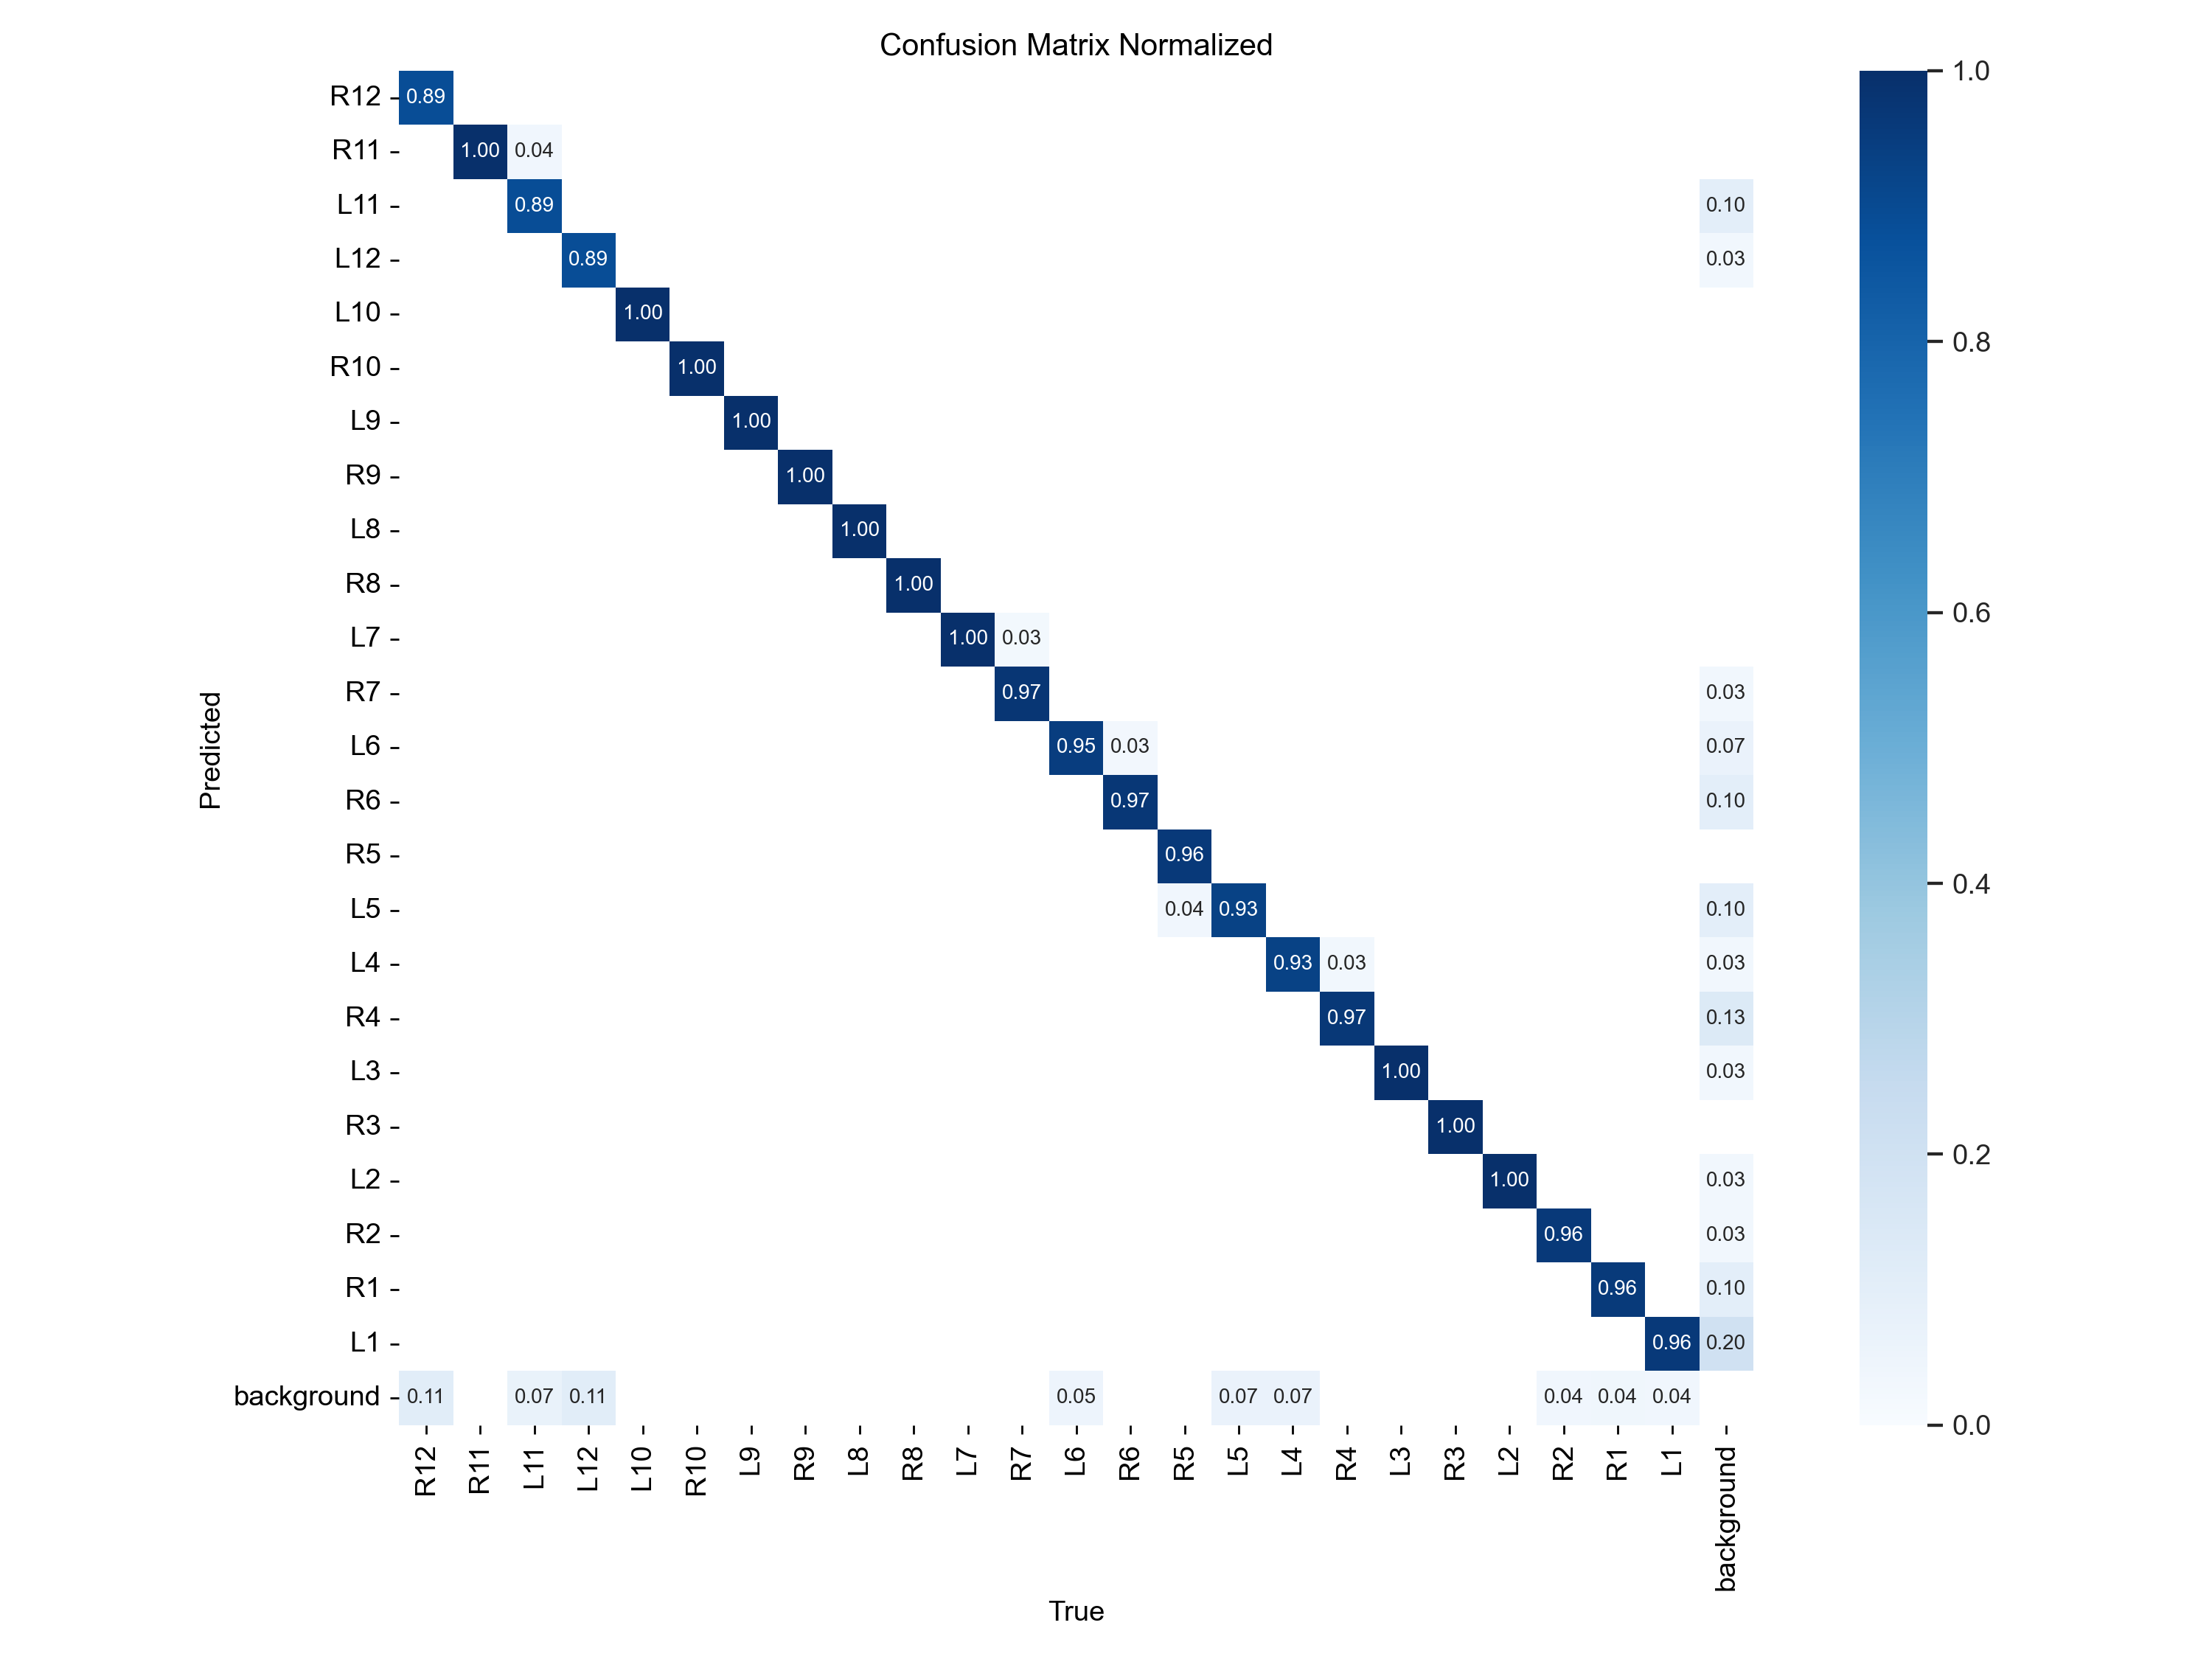 Confusion Matrix Normalized
R12 0.89 1.0
R11 1.00 0.04
L11 0.89 0.10
L12 0.89 0.03
L10 1.00
R10 1.00 0.8
L9 1.00
R9 1.00
L8 1.00
R8 1.00
L7 1.00 0.03 0.6
R7 0.97 0.03
L6 0.95 0.03 0.07
R6 0.97 0.10
R5 0.96
L5 0.04 0.93 0.10 0.4
L4 0.93 0.03 0.03
R4 0.97 0.13
L3 1.00 0.03
R3 1.00
L2 1.00 0.03 0.2
R2 0.96 0.03
R1 0.96 0.10
L1 0.96 0.20
background 0.11 0.07 0.11 0.05 0.07 0.07 0.04 0.04 0.04 0.0
Predicted
R12 R11 L11 L12 L10 R10 L9 R9 L8 R8 L7 R7 L6 R6 R5 L5 L4 R4 L3 R3 L2 R2 R1 L1 background
True